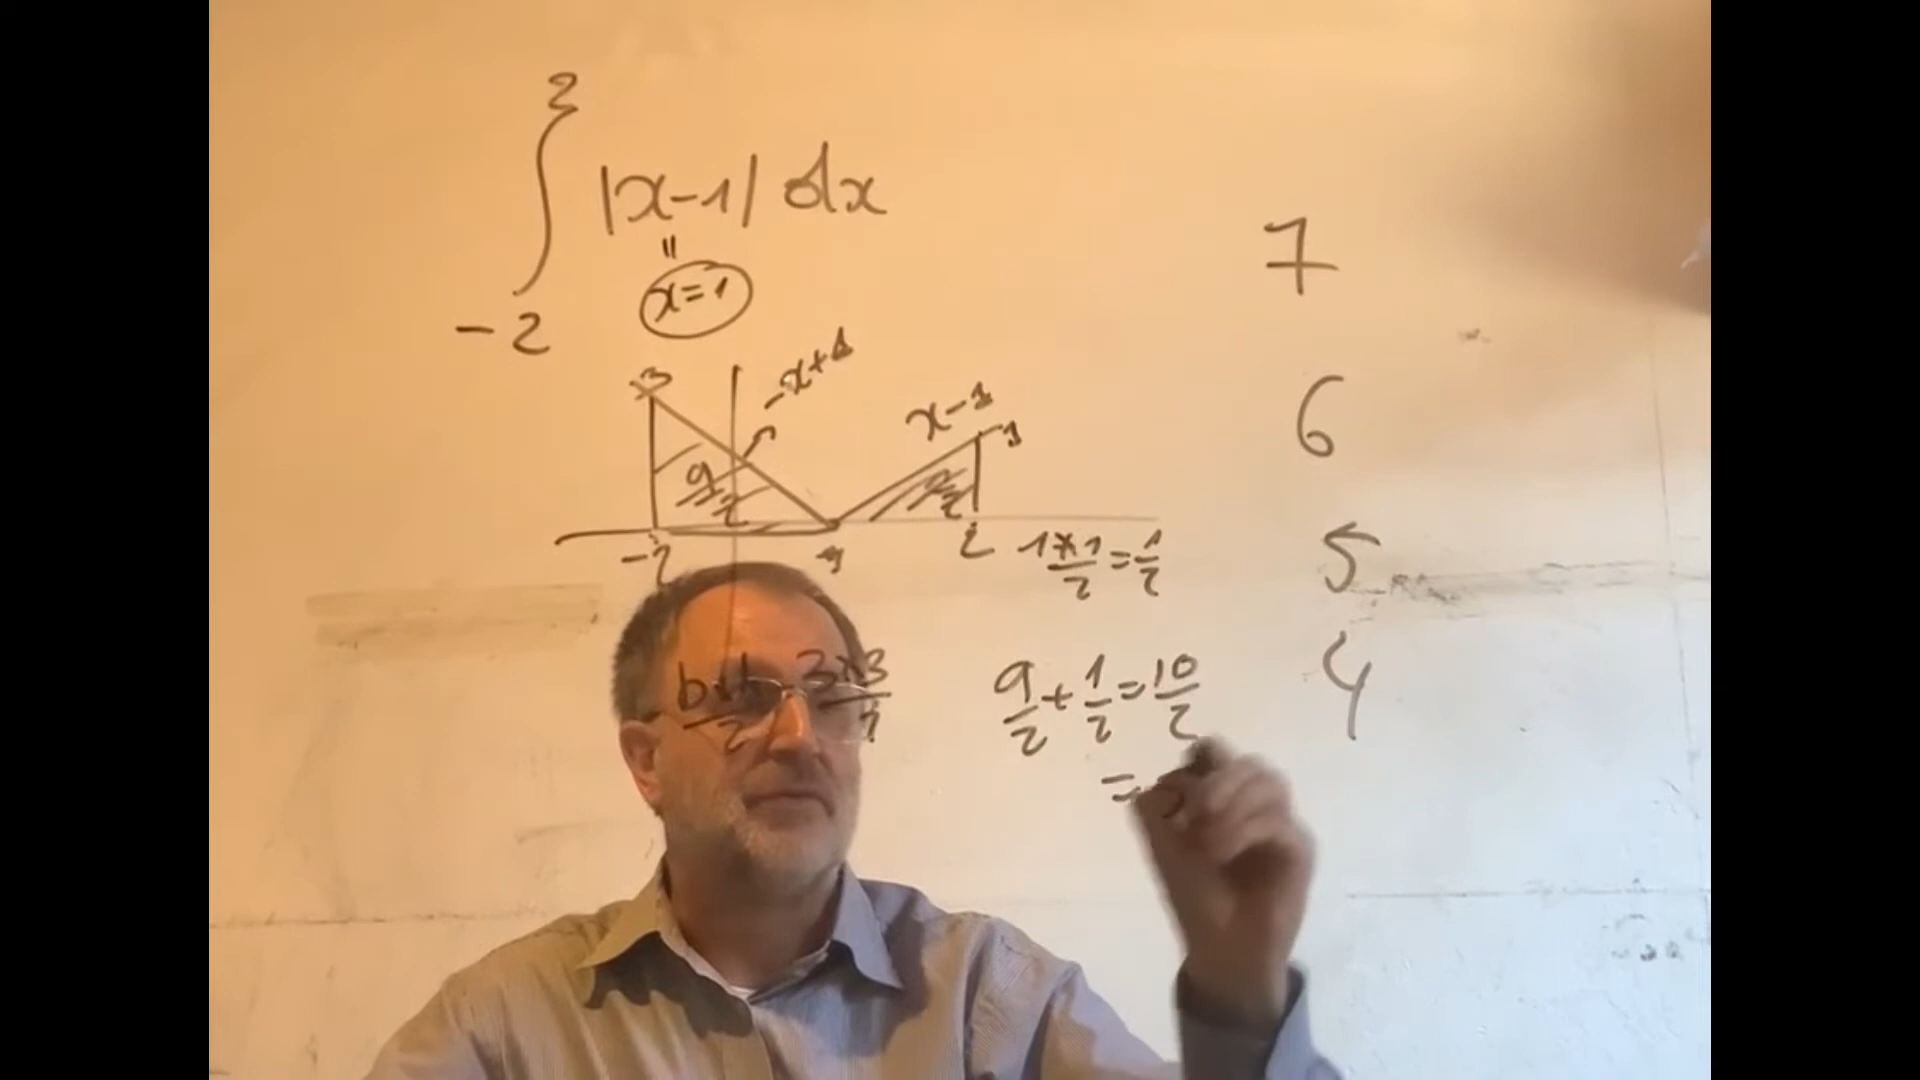 2
∫ |x-1| dx
-2
"
x=1
3
-x+1
x-1
1
9/2
1/2
-2
1
2
1×1/2 = 1/2
b×h/2 = 3×3/2
9/2 + 1/2 = 10/2
= 5
7
6
5
4